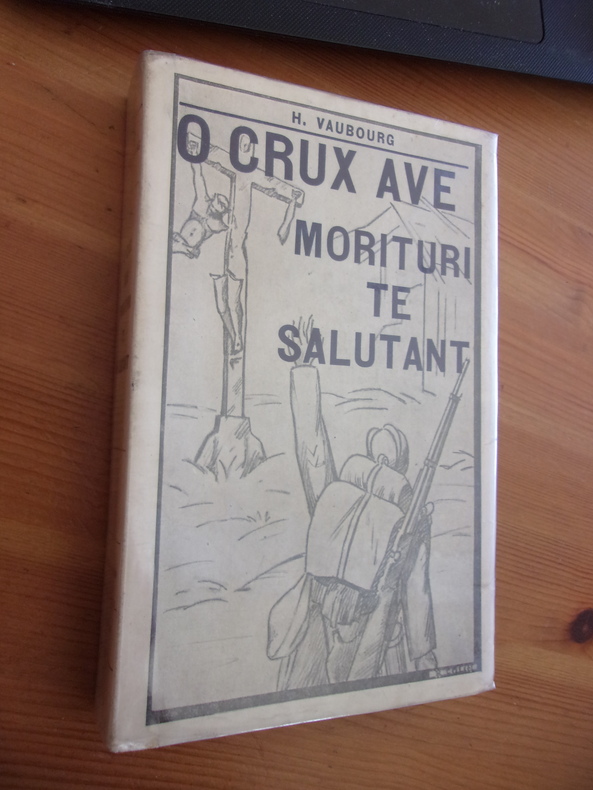 H. VAUBOURG
O CRUX AVE
MORITURI
TE
SALUTANT